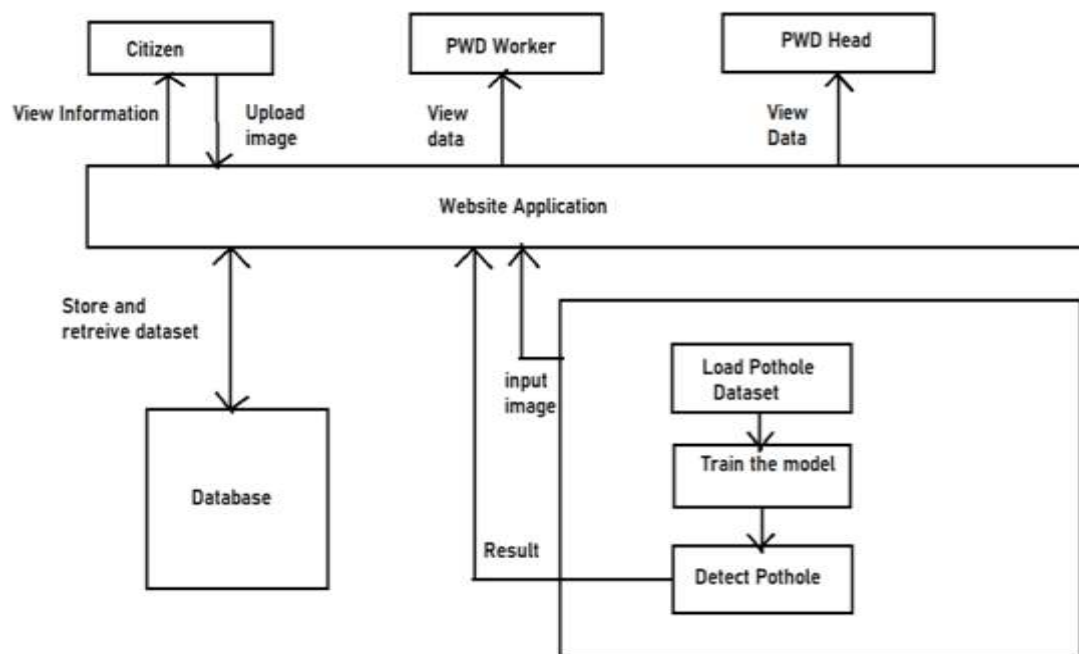 Citizen
PWD Worker
PWD Head
View Information
Upload
image
View
data
View
Data
Website Application
Store and
retreive dataset
input
image
Load Pothole
Dataset
Train the model
Database
Result
Detect Pothole